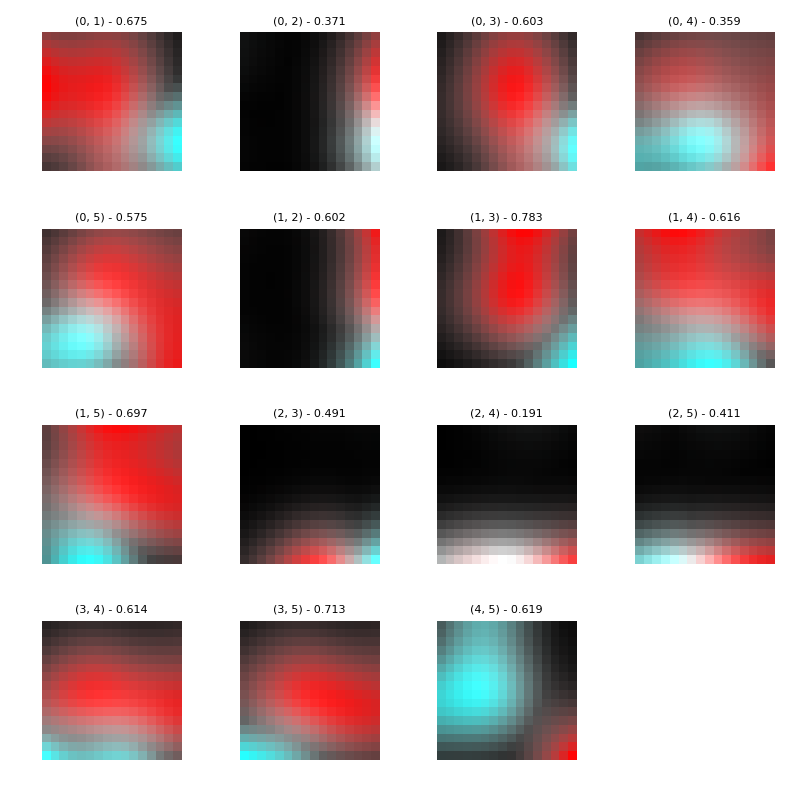 (0, 1) - 0.675 (0, 2) - 0.371 (0, 3) - 0.603 (0, 4) - 0.359
(0, 5) - 0.575 (1, 2) - 0.602 (1, 3) - 0.783 (1, 4) - 0.616
(1, 5) - 0.697 (2, 3) - 0.491 (2, 4) - 0.191 (2, 5) - 0.411
(3, 4) - 0.614 (3, 5) - 0.713 (4, 5) - 0.619